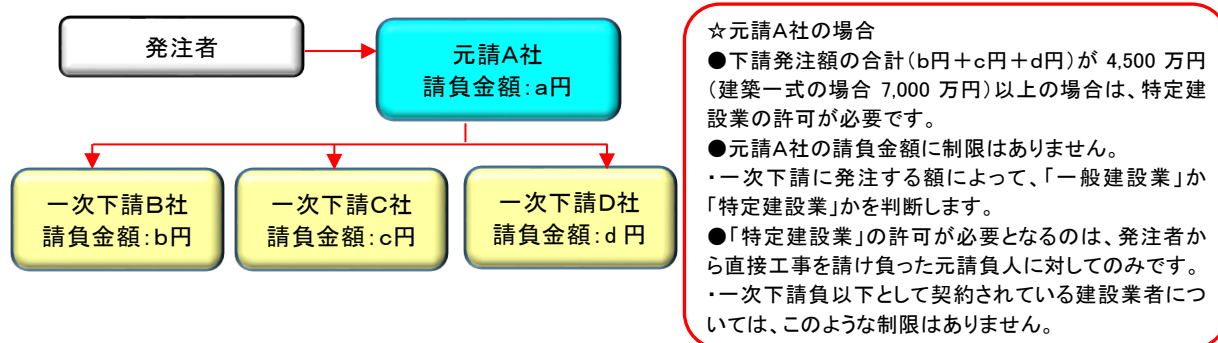 発注者
元請A社
請負金額:a円
一次下請B社
請負金額:b円
一次下請C社
請負金額:c円
一次下請D社
請負金額:d 円
☆元請A社の場合
●下請発注額の合計(b円+c円+d円)が 4,500 万円
(建築一式の場合 7,000 万円)以上の場合は、特定建
設業の許可が必要です。
●元請A社の請負金額に制限はありません。
・一次下請に発注する額によって、「一般建設業」か
「特定建設業」かを判断します。
●「特定建設業」の許可が必要となるのは、発注者か
ら直接工事を請け負った元請負人に対してのみです。
・一次下請負以下として契約されている建設業者につ
いては、このような制限はありません。